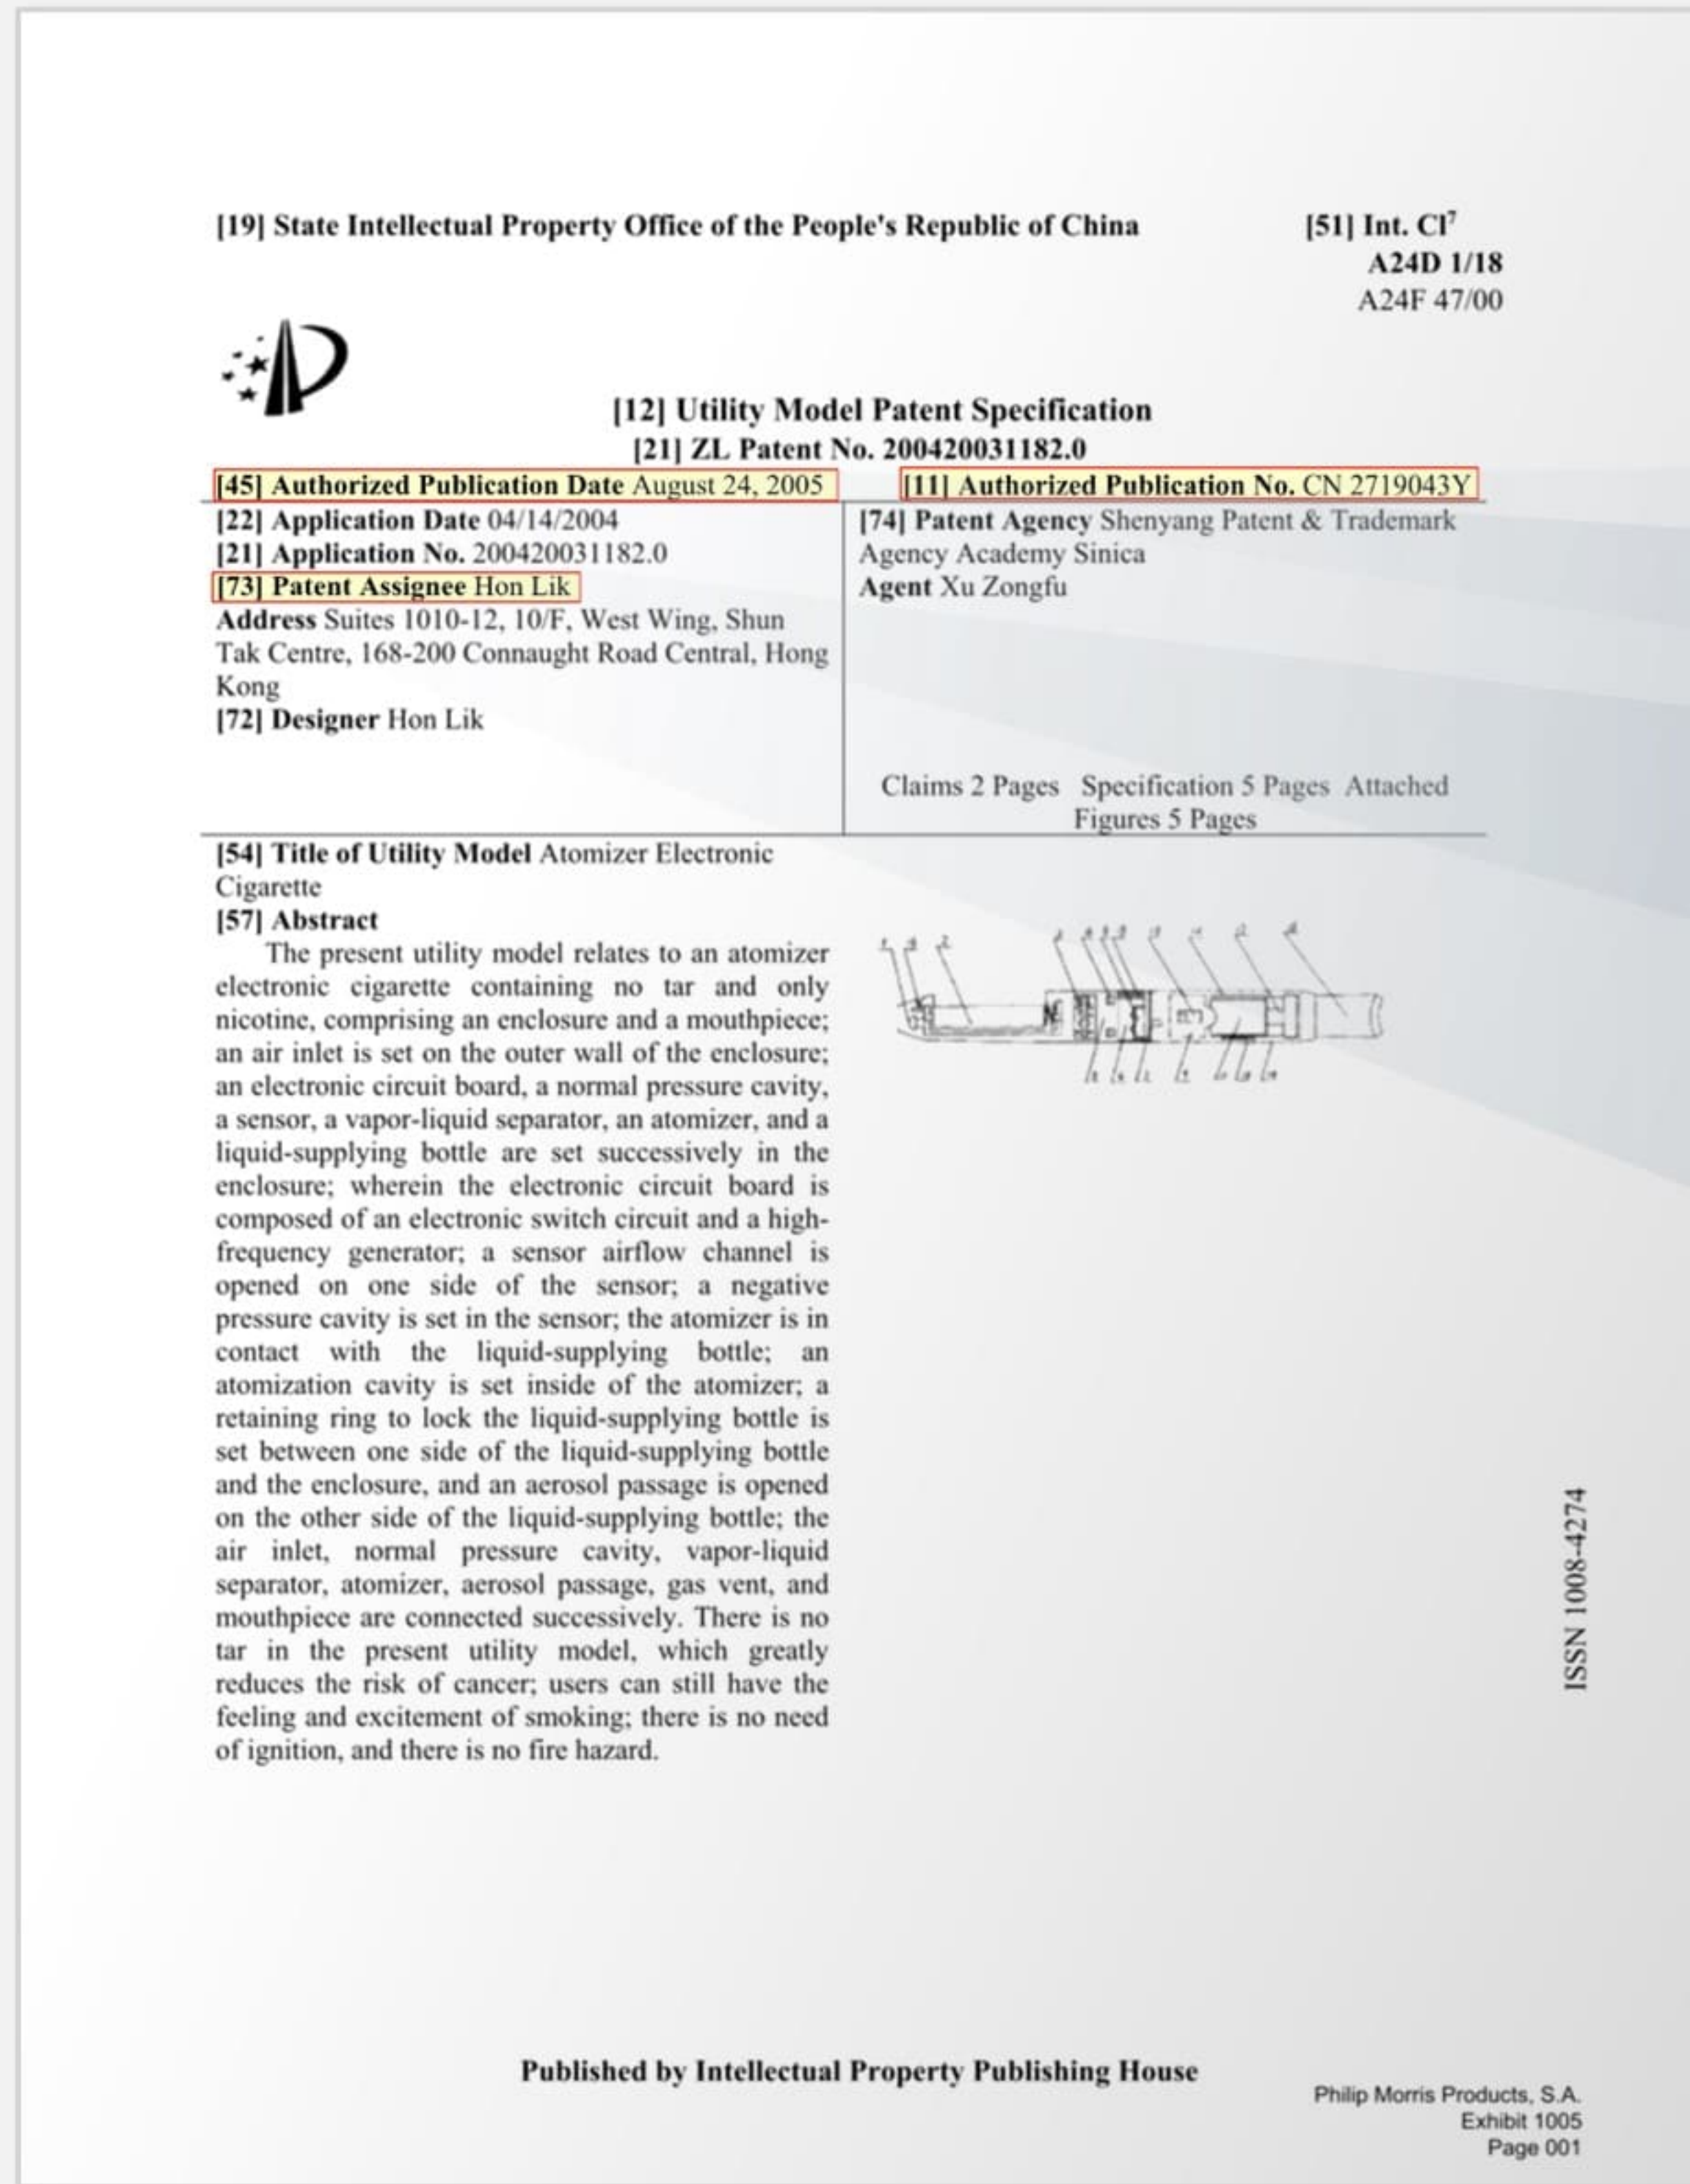 [19] State Intellectual Property Office of the People's Republic of China
[51] Int. Cl7
A24D 1/18
A24F 47/00
[12] Utility Model Patent Specification
[21] ZL Patent No. 200420031182.0
[45] Authorized Publication Date August 24, 2005
[11] Authorized Publication No. CN 2719043Y
[22] Application Date 04/14/2004
[21] Application No. 200420031182.0
[73] Patent Assignee Hon Lik
Address Suites 1010-12, 10/F, West Wing, Shun
Tak Centre, 168-200 Connaught Road Central, Hong
Kong
[72] Designer Hon Lik
[74] Patent Agency Shenyang Patent & Trademark
Agency Academy Sinica
Agent Xu Zongfu
Claims 2 Pages Specification 5 Pages Attached
Figures 5 Pages
[54] Title of Utility Model Atomizer Electronic
Cigarette
[57] Abstract
The present utility model relates to an atomizer
electronic cigarette containing no tar and only
nicotine, comprising an enclosure and a mouthpiece;
an air inlet is set on the outer wall of the enclosure;
an electronic circuit board, a normal pressure cavity,
a sensor, a vapor-liquid separator, an atomizer, and a
liquid-supplying bottle are set successively in the
enclosure; wherein the electronic circuit board is
composed of an electronic switch circuit and a high-
frequency generator; a sensor airflow channel is
opened on one side of the sensor; a negative
pressure cavity is set in the sensor; the atomizer is in
contact with the liquid-supplying bottle; an
atomization cavity is set inside of the atomizer; a
retaining ring to lock the liquid-supplying bottle is
set between one side of the liquid-supplying bottle
and the enclosure, and an aerosol passage is opened
on the other side of the liquid-supplying bottle; the
air inlet, normal pressure cavity, vapor-liquid
separator, atomizer, aerosol passage, gas vent, and
mouthpiece are connected successively. There is no
tar in the present utility model, which greatly
reduces the risk of cancer; users can still have the
feeling and excitement of smoking; there is no need
of ignition, and there is no fire hazard.
ISSN 1008-4274
Published by Intellectual Property Publishing House
Philip Morris Products, S.A.
Exhibit 1005
Page 001